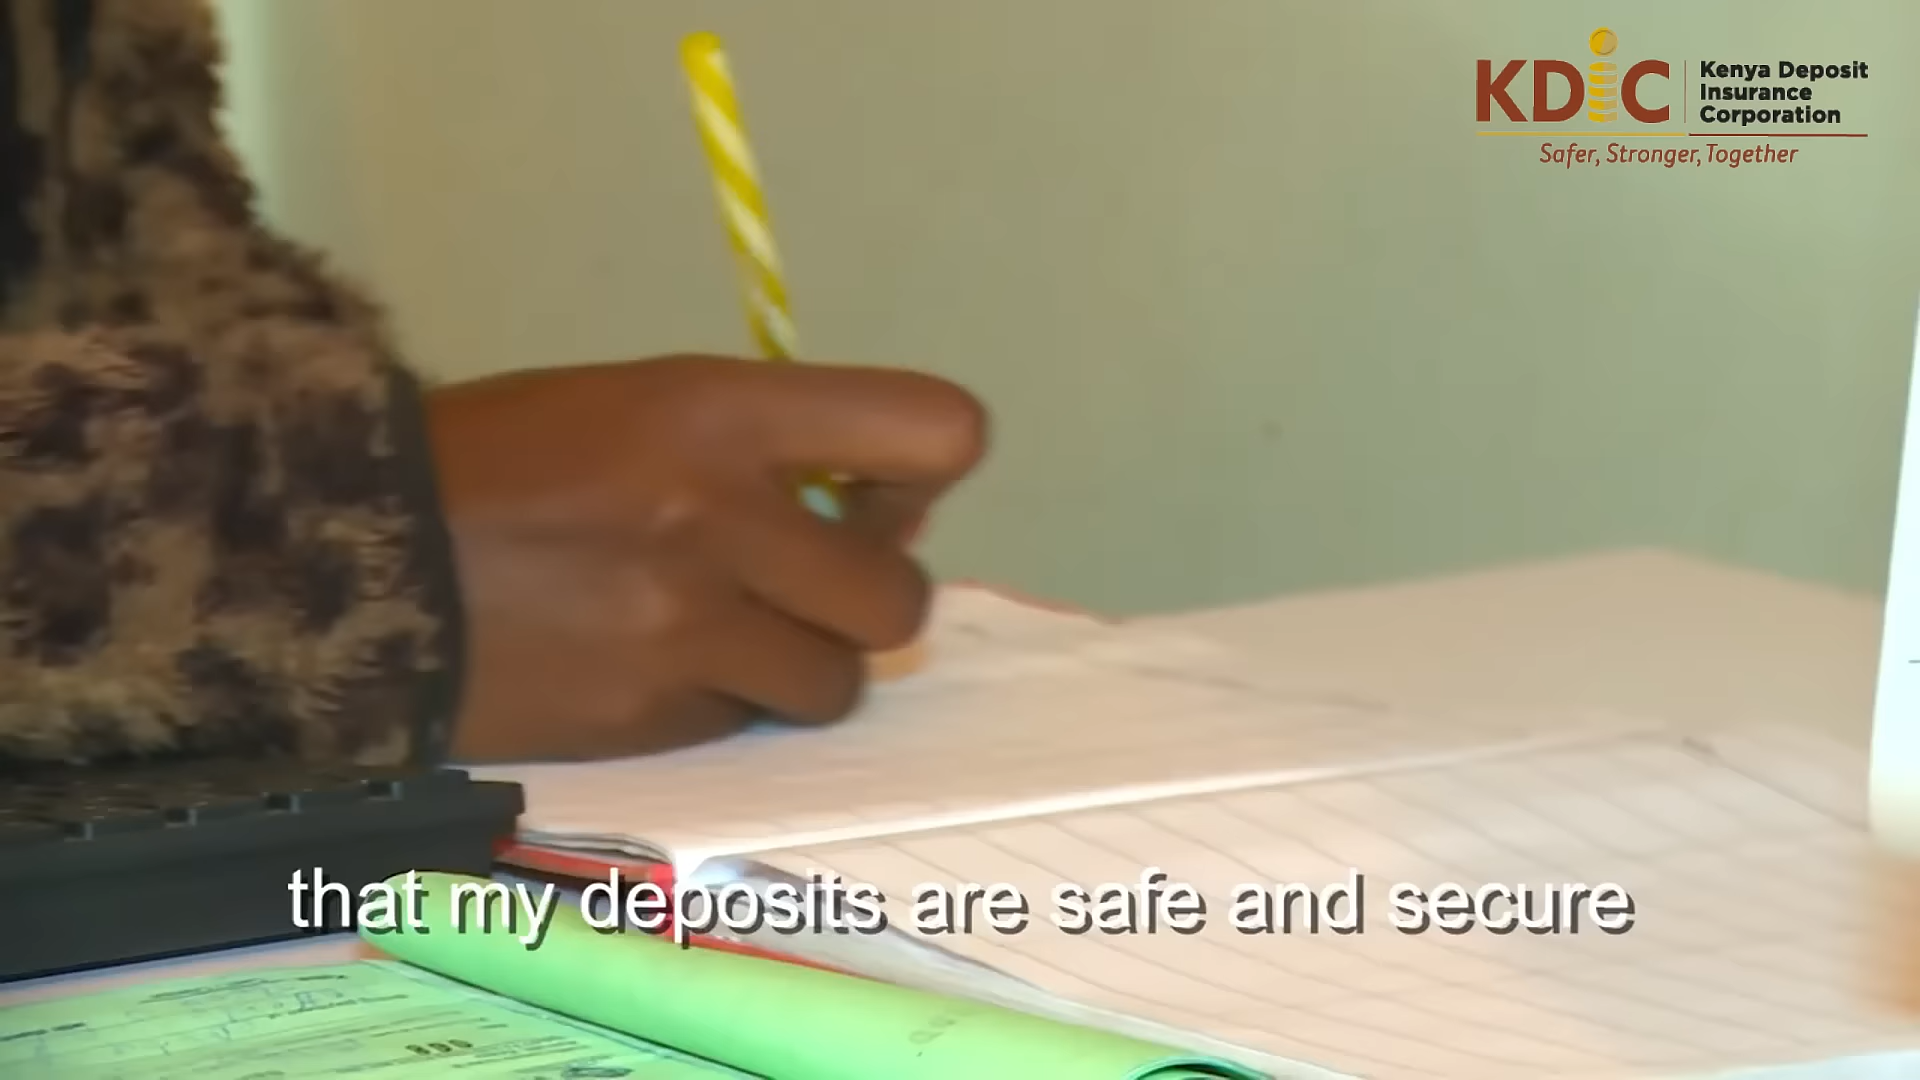 KDIC
Kenya Deposit
Insurance
Corporation
Safer, Stronger, Together
that my deposits are safe and secure